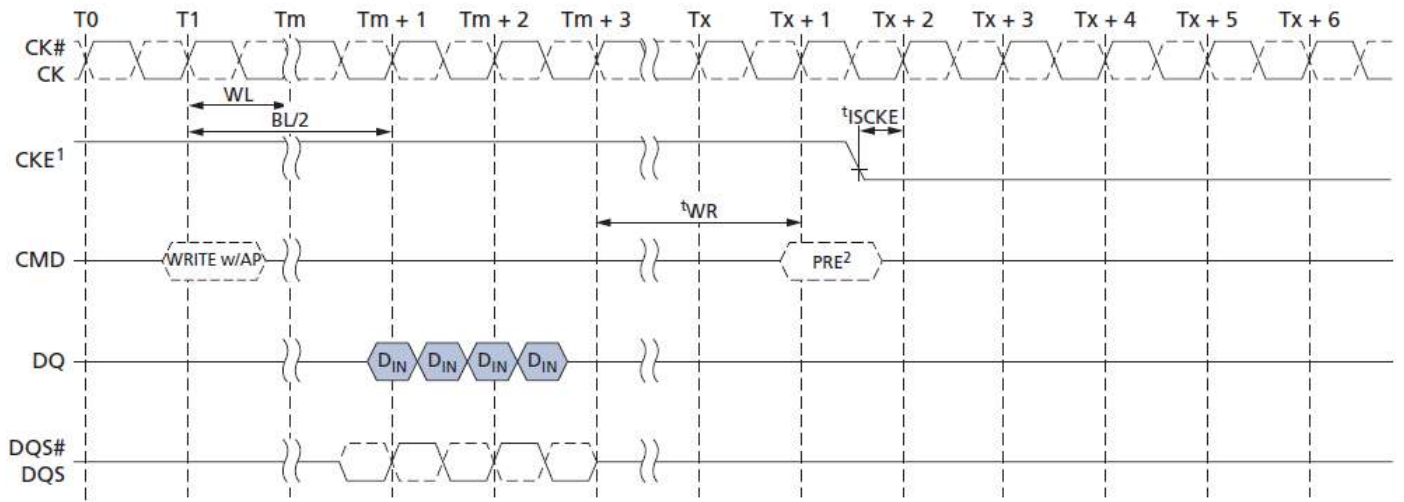 T0 T1 Tm Tm + 1 Tm + 2 Tm + 3 Tx Tx + 1 Tx + 2 Tx + 3 Tx + 4 Tx + 5 Tx + 6
CK#
CK
WL
BL/2
tISCKE
CKE1
tWR
CMD WRITE w/AP PRE2
DQ DIN DIN DIN DIN
DQS#
DQS